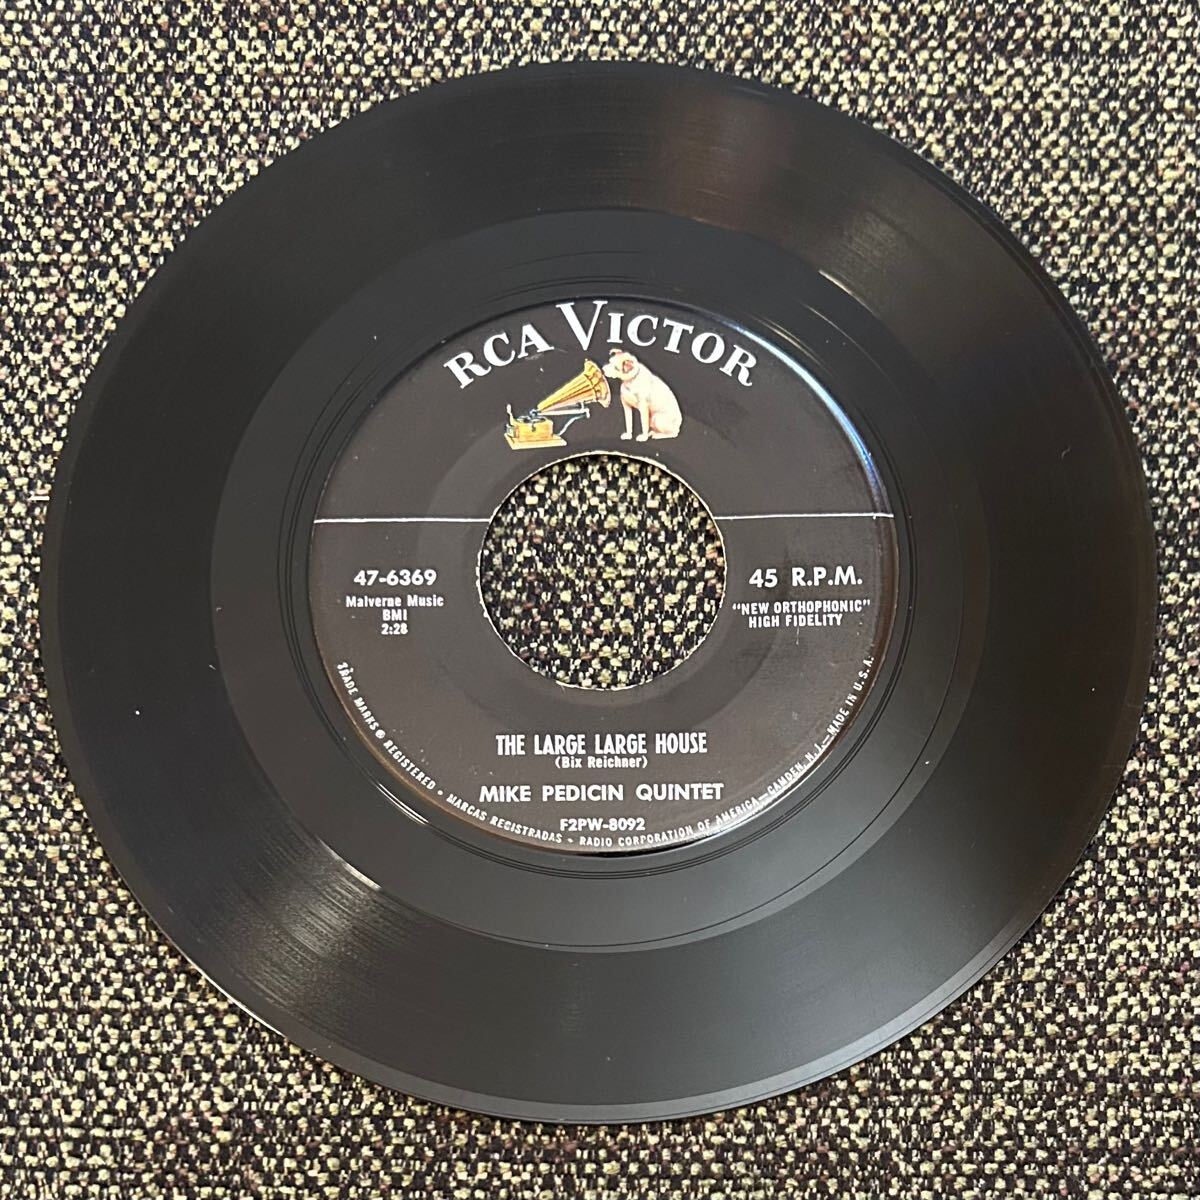 RCA VICTOR
47-6369
Malverne Music
BMI
2:28
45 R.P.M.
"NEW ORTHOPHONIC"
HIGH FIDELITY
THE LARGE LARGE HOUSE
(Bix Reichner)
MIKE PEDICIN QUINTET
F2PW-8092
TRADE MARKS ® REGISTERED • MARCAS REGISTRADAS • RADIO CORPORATION OF AMERICA—CAMDEN, N. J.—MADE IN U. S. A.